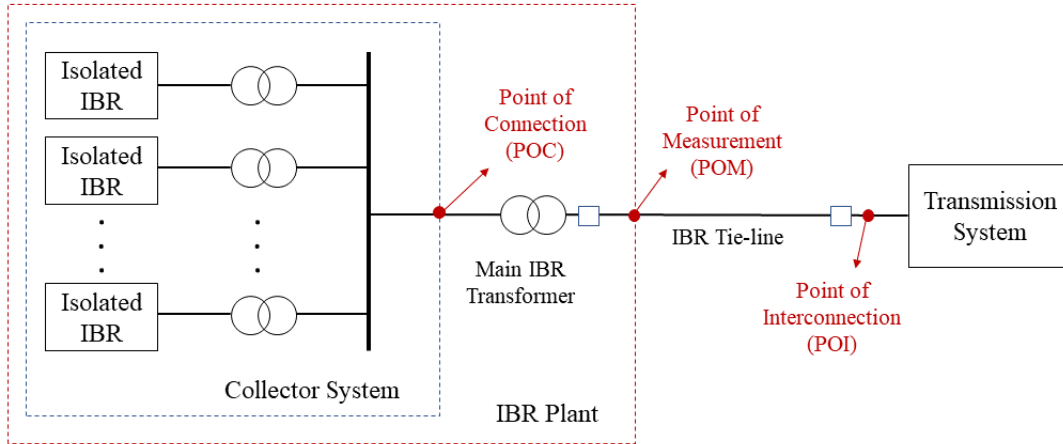 Isolated
IBR
Isolated
IBR
Isolated
IBR
Collector System
Point of
Connection
(POC)
Main IBR
Transformer
IBR Plant
Point of
Measurement
(POM)
IBR Tie-line
Point of
Interconnection
(POI)
Transmission
System